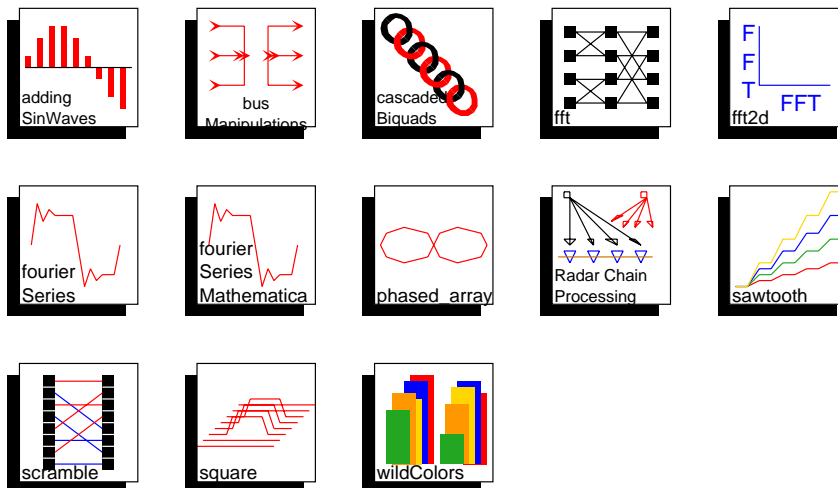 adding
SinWaves
bus
Manipulations
cascaded
Biquads
fft
F
F
T
FFT
fft2d
fourier
Series
fourier
Series
Mathematica
phased_array
Radar Chain
Processing
sawtooth
scramble
square
wildColors